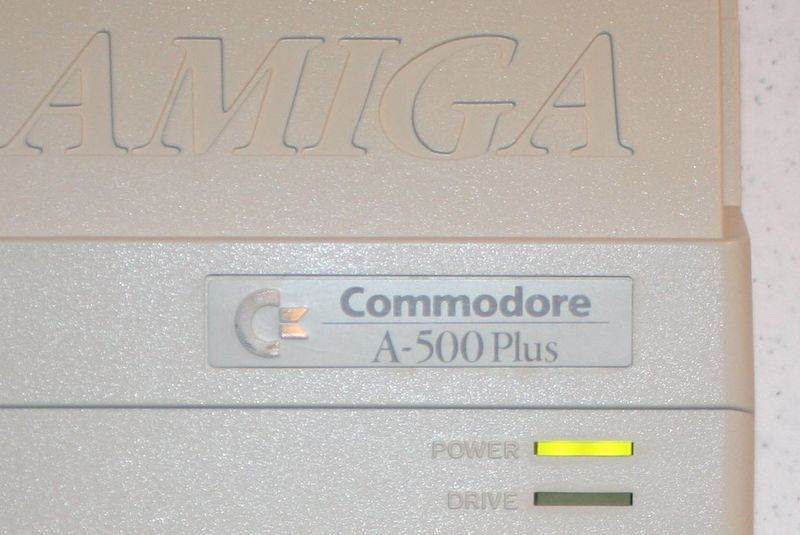 AMIGA
Commodore
A-500 Plus
POWER
DRIVE